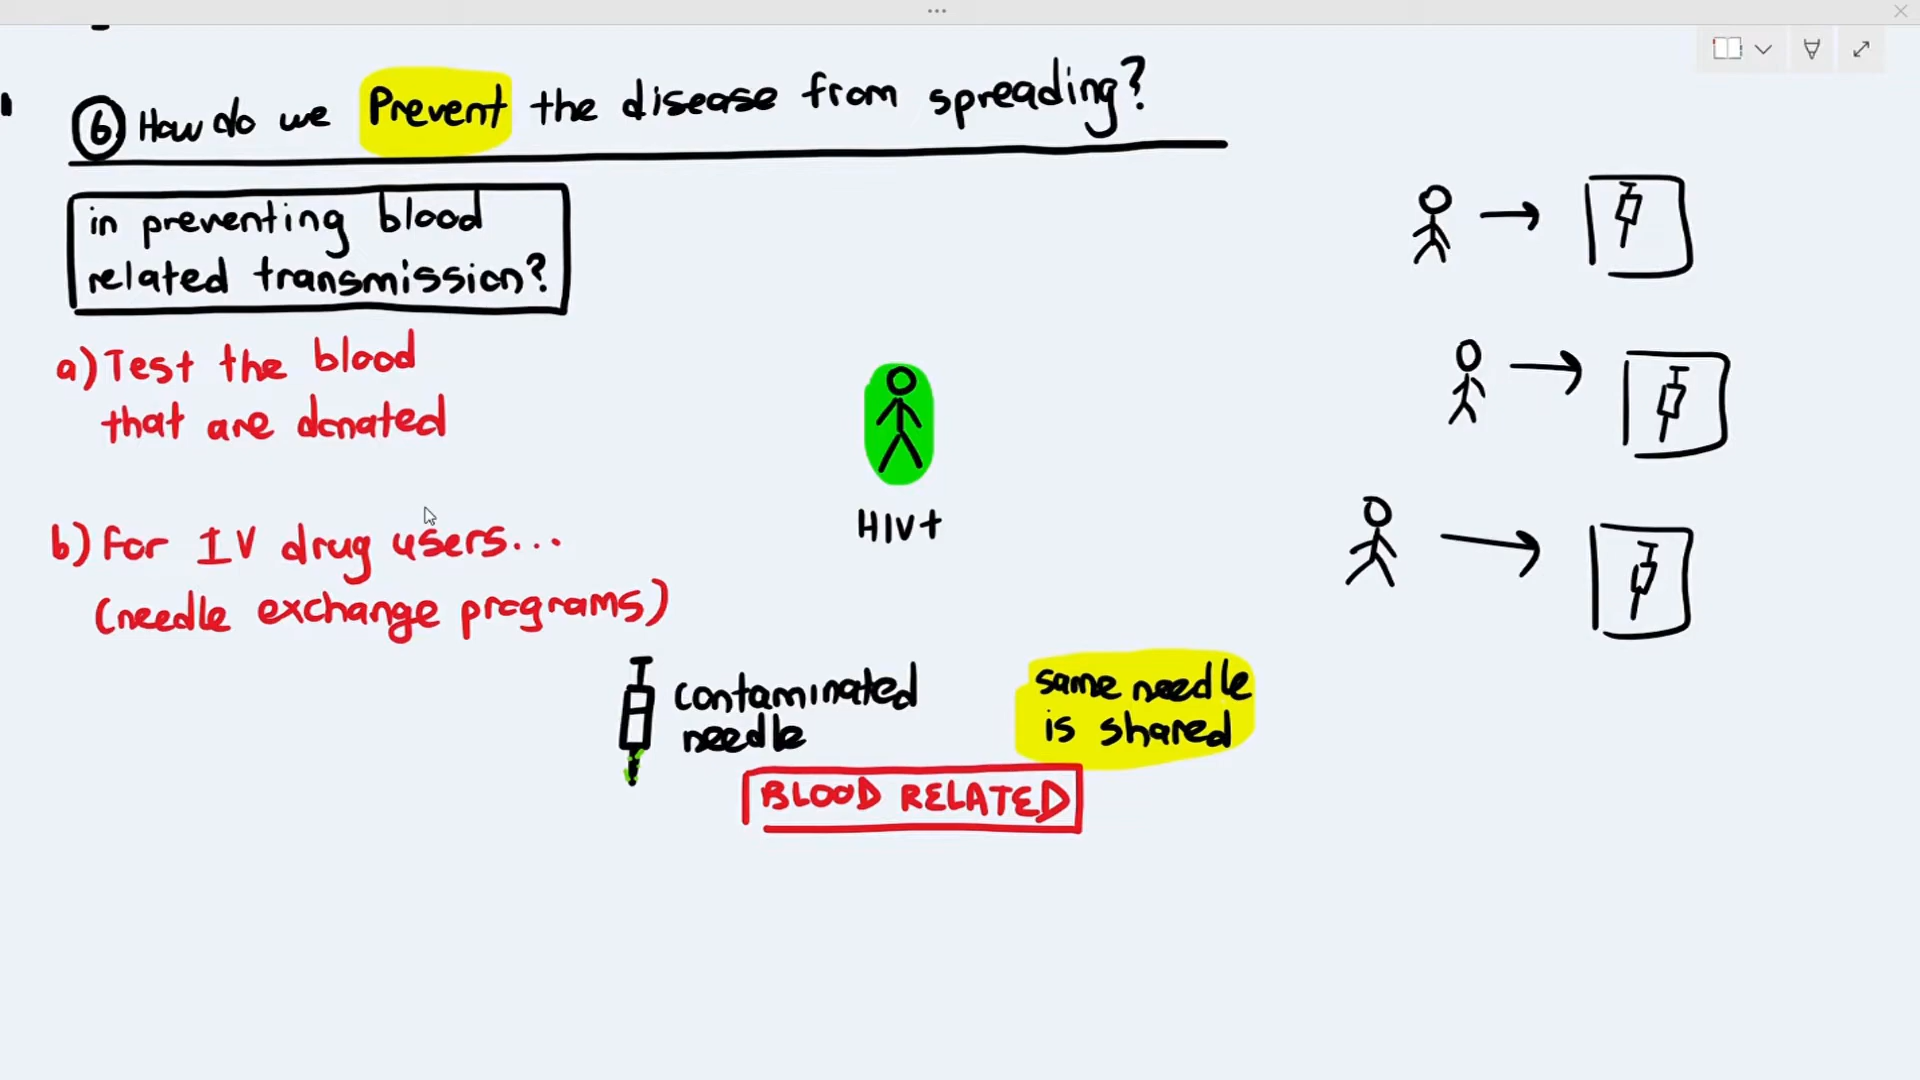 ⑥ How do we Prevent the disease from spreading?
in preventing blood
related transmission?
a) Test the blood
that are donated
b) For IV drug users...
(needle exchange programs)
HIV+
contaminated
needle
same needle
is shared
BLOOD RELATED